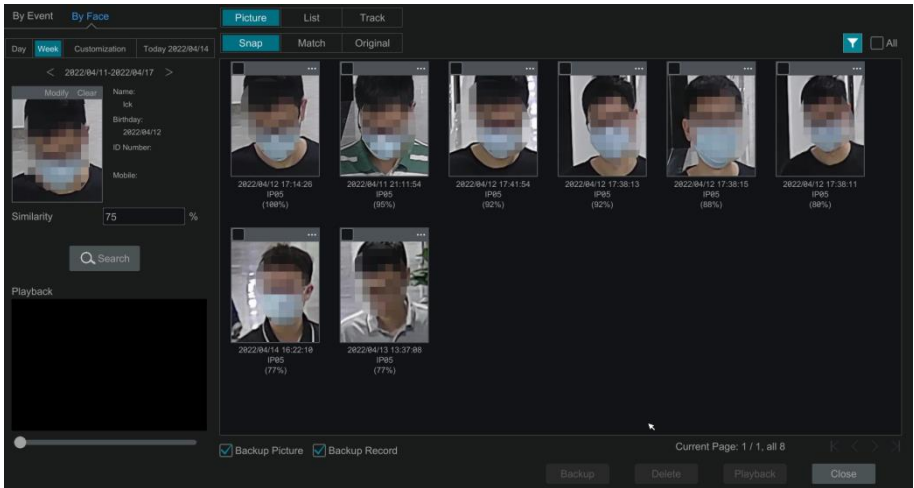 By Event By Face
Picture List Track
Day Week Customization Today 2022/04/14
Snap Match Original
All
< 2022/04/11-2022/04/17 >
Modify Clear
Name:
lck
Birthday:
2022/04/12
ID Number:
Mobile:
Similarity 75 %
Search
Playback
2022/04/12 17:14:26
IP05
(100%)
2022/04/11 21:11:54
IP05
(95%)
2022/04/12 17:41:54
IP05
(92%)
2022/04/12 17:38:13
IP05
(92%)
2022/04/12 17:38:15
IP05
(88%)
2022/04/12 17:38:11
IP05
(80%)
2022/04/14 16:22:10
IP05
(77%)
2022/04/13 13:37:08
IP05
(77%)
Backup Picture Backup Record
Current Page: 1 / 1, all 8
Backup Delete Playback Close